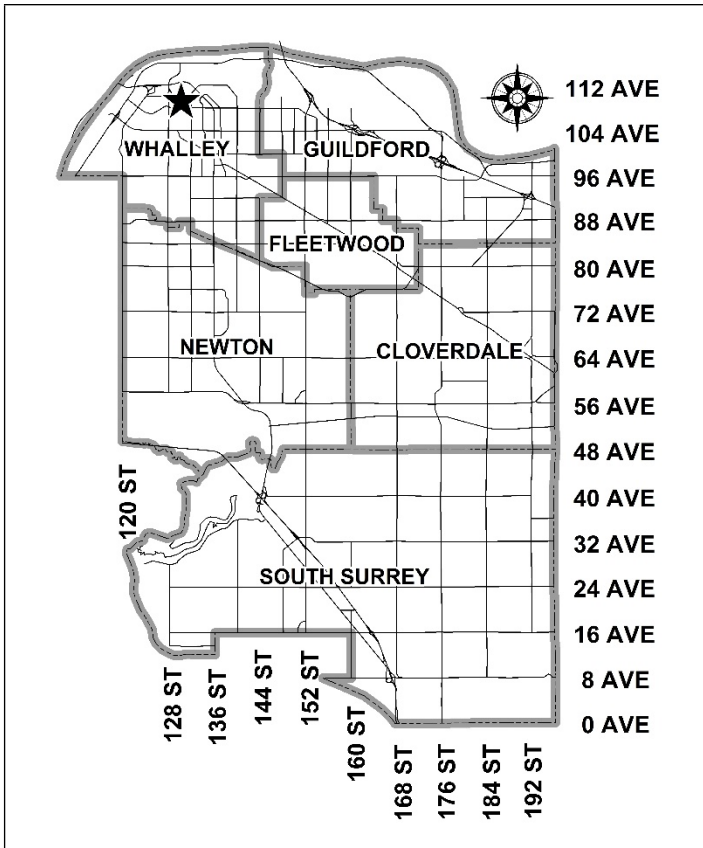 112 AVE
104 AVE
WHALLEY
GUILDFORD
96 AVE
88 AVE
FLEETWOOD
80 AVE
72 AVE
NEWTON
CLOVERDALE
64 AVE
56 AVE
48 AVE
120 ST
40 AVE
32 AVE
SOUTH SURREY
24 AVE
16 AVE
128 ST
136 ST
144 ST
152 ST
160 ST
8 AVE
0 AVE
168 ST
176 ST
184 ST
192 ST